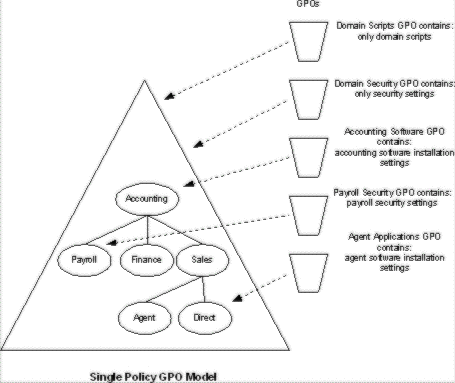 GPOs
Domain Scripts GPO contains:
only domain scripts
Domain Security GPO contains:
only security settings
Accounting Software GPO
contains:
accounting software installation
settings
Payroll Security GPO contains:
payroll security settings
Agent Applications GPO
contains:
agent software installation
settings
Accounting
Payroll
Finance
Sales
Agent
Direct
Single Policy GPO Model